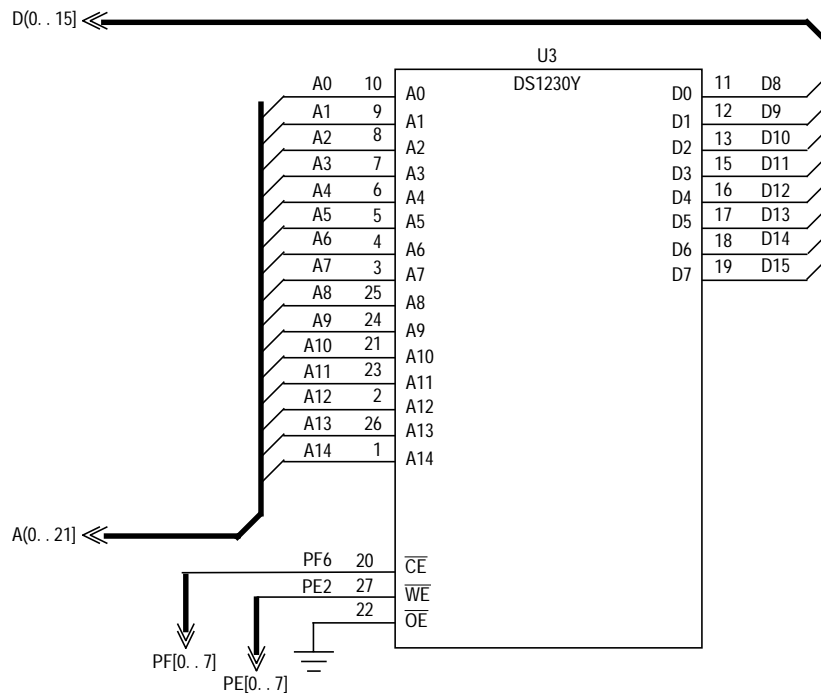 D(0. . 15]
U3
DS1230Y
A0 10 A0 D0 11 D8
A1 9 A1 D1 12 D9
A2 8 A2 D2 13 D10
A3 7 A3 D3 15 D11
A4 6 A4 D4 16 D12
A5 5 A5 D5 17 D13
A6 4 A6 D6 18 D14
A7 3 A7 D7 19 D15
A8 25 A8
A9 24 A9
A10 21 A10
A11 23 A11
A12 2 A12
A13 26 A13
A14 1 A14
A(0. . 21]
PF6 20 CE
PE2 27 WE
22 OE
PF[0. . 7]
PE[0. . 7]